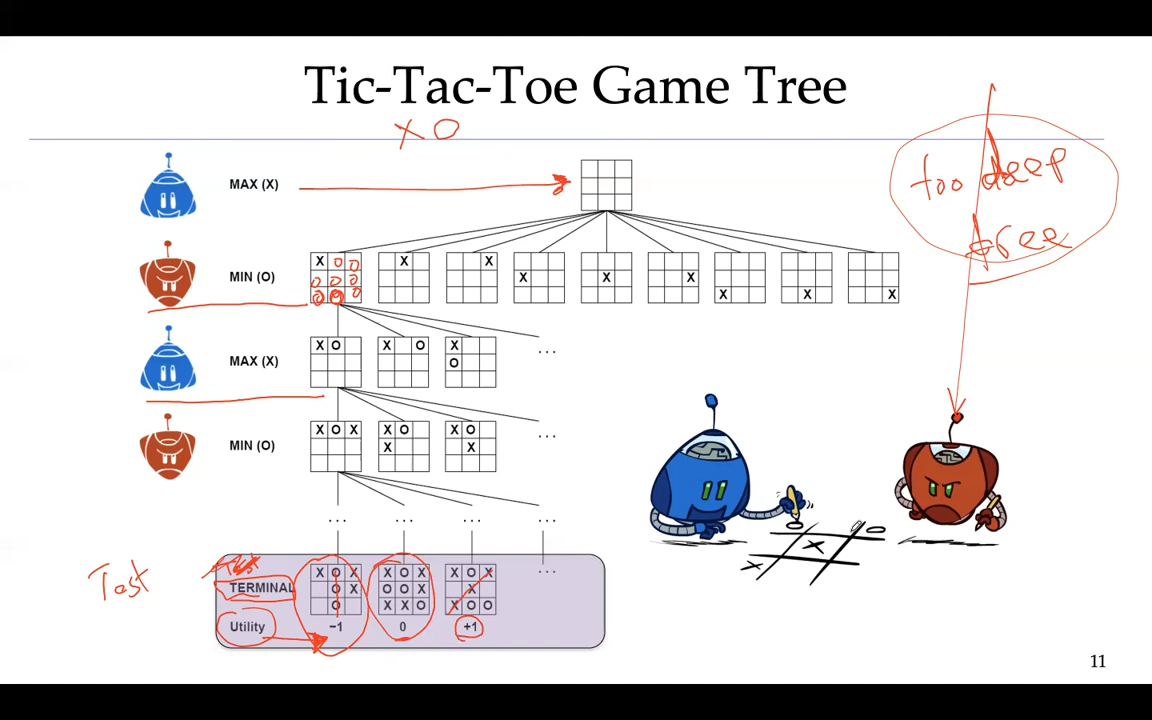 Tic-Tac-Toe Game Tree
X O
too deep
tree
MAX (X)
MIN (O)
X O O
O O O
O O O
X
X
X
X
X
X
X
X
MAX (X)
X O
X O
X
O
...
MIN (O)
X O X
X O
X
X O
X
...
... ... ... ...
Test
TERMINAL
X O X
O X
O
X O X
O O X
X X O
X O X
X
X O O
...
Utility
−1
0
+1
X
X
O
O
11